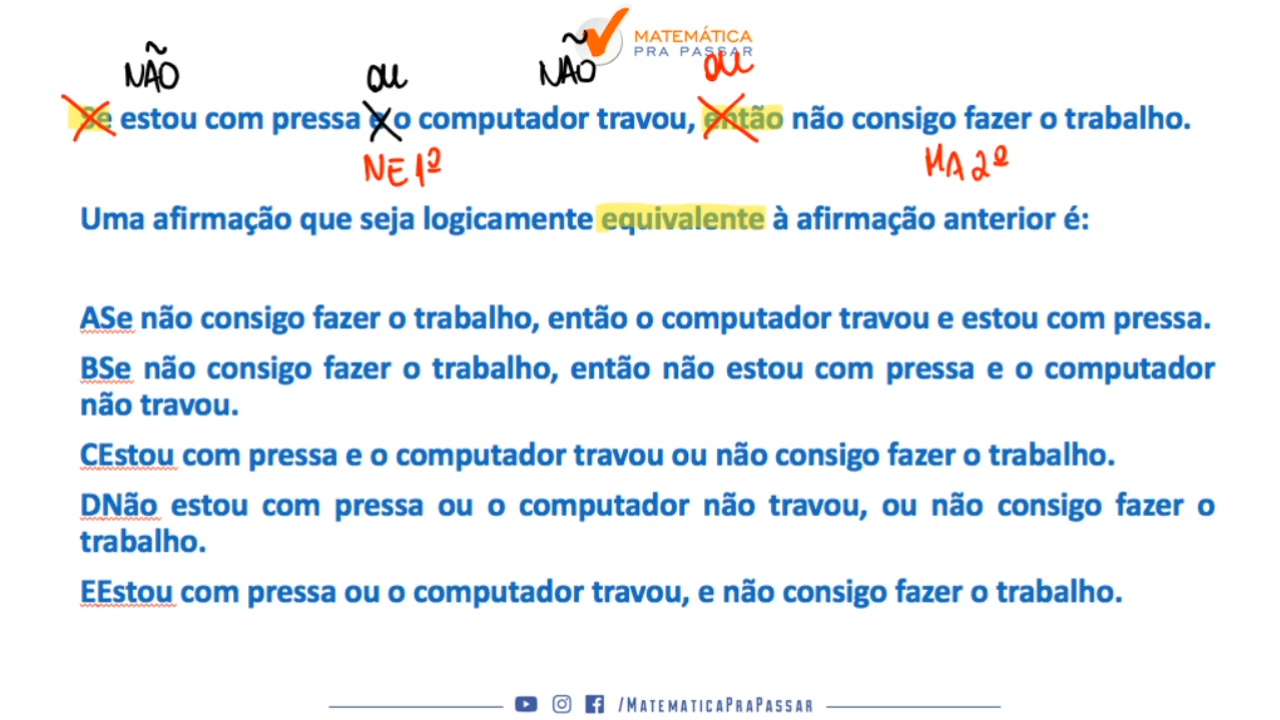 MATEMÁTICA
PRA PASSAR
NÃO OU NÃO OU
Se estou com pressa e o computador travou, então não consigo fazer o trabalho.
NE 1º MA 2º
Uma afirmação que seja logicamente equivalente à afirmação anterior é:
ASe não consigo fazer o trabalho, então o computador travou e estou com pressa.
BSe não consigo fazer o trabalho, então não estou com pressa e o computador
não travou.
CEstou com pressa e o computador travou ou não consigo fazer o trabalho.
DNão estou com pressa ou o computador não travou, ou não consigo fazer o
trabalho.
EEstou com pressa ou o computador travou, e não consigo fazer o trabalho.
/MATEMATICAPRAPASSAR